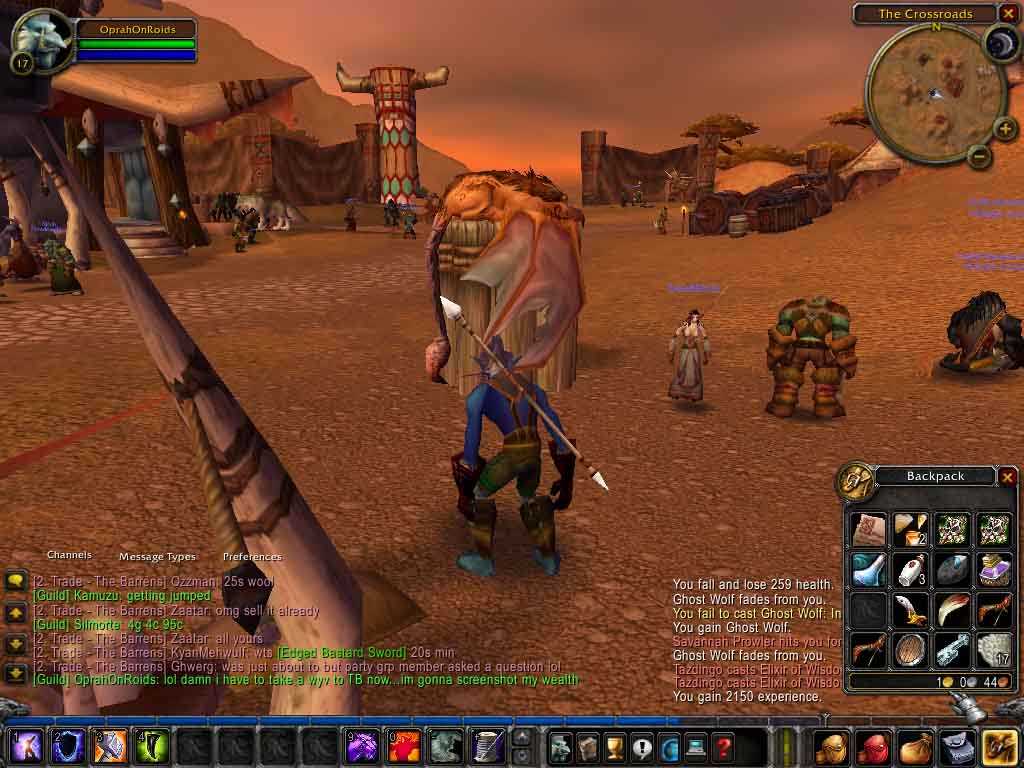 OprahOnRoids
17
The Crossroads
N
Backpack
2
3
17
1 0 44
Channels Message Types Preferences
[2. Trade - The Barrens] Ozzman: 25s wool
[Guild] Kamuzu: getting jumped
[2. Trade - The Barrens] Zaatar: omg sell it already
[Guild] Silmorte: 4g 4c 95c
[2. Trade - The Barrens] Zaatar: all yours
[2. Trade - The Barrens] KyanMehwulf: wts [Edged Bastard Sword] 20s min
[2. Trade - The Barrens] Ghwerg: was just about to but party grp member asked a question lol
[Guild] OprahOnRoids: lol damn i have to take a wyv to TB now...im gonna screenshot my wealth
You fall and lose 259 health.
Ghost Wolf fades from you.
You fail to cast Ghost Wolf: In
You gain Ghost Wolf.
Savannah Prowler hits you for
Ghost Wolf fades from you.
Tazdingo casts Elixir of Wisdo
Tazdingo casts Elixir of Wisdo
You gain 2150 experience.
1 3 4 9 0